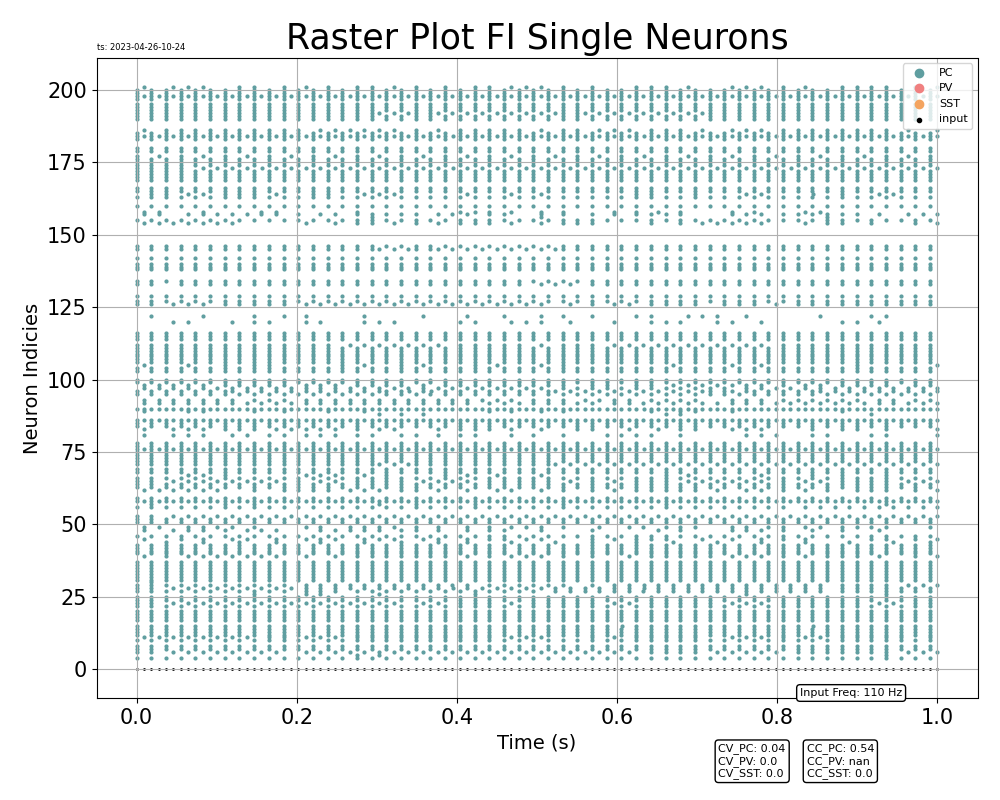 Raster Plot FI Single Neurons
ts: 2023-04-26-10-24
PC
PV
SST
input
200
175
150
125
100
75
50
25
0
Neuron Indicies
0.0 0.2 0.4 0.6 0.8 1.0
Time (s)
Input Freq: 110 Hz
CV_PC: 0.04
CV_PV: 0.0
CV_SST: 0.0
CC_PC: 0.54
CC_PV: nan
CC_SST: 0.0